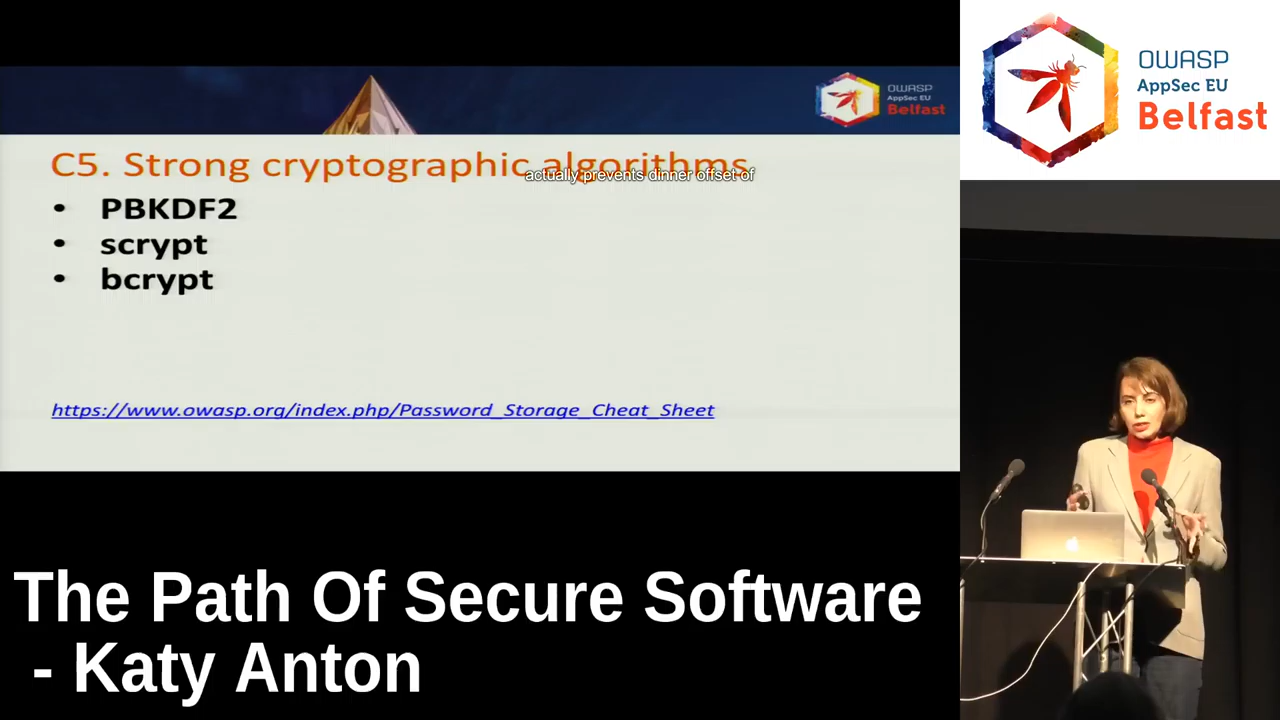 OWASP
AppSec EU
Belfast
C5. Strong cryptographic algorithms
actually prevents dinner offset of
• PBKDF2
• scrypt
• bcrypt
https://www.owasp.org/index.php/Password_Storage_Cheat_Sheet
OWASP
AppSec EU
Belfast
The Path Of Secure Software
- Katy Anton